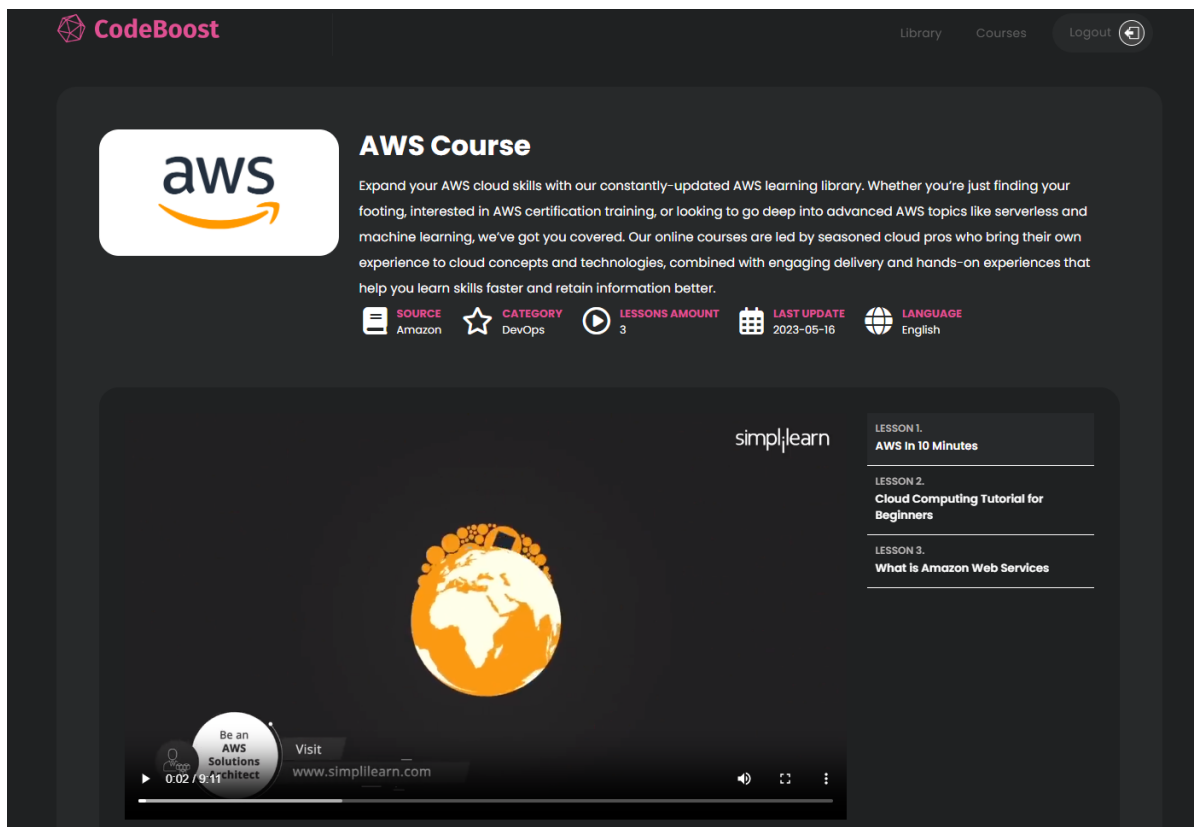 CodeBoost
Library
Courses
Logout
aws
AWS Course
Expand your AWS cloud skills with our constantly-updated AWS learning library. Whether you're just finding your
footing, interested in AWS certification training, or looking to go deep into advanced AWS topics like serverless and
machine learning, we've got you covered. Our online courses are led by seasoned cloud pros who bring their own
experience to cloud concepts and technologies, combined with engaging delivery and hands-on experiences that
help you learn skills faster and retain information better.
SOURCE
Amazon
CATEGORY
DevOps
LESSONS AMOUNT
3
LAST UPDATE
2023-05-16
LANGUAGE
English
simplilearn
Be an
AWS
Solutions
Architect
Visit
www.simplilearn.com
0:02 / 9:11
LESSON 1.
AWS In 10 Minutes
LESSON 2.
Cloud Computing Tutorial for
Beginners
LESSON 3.
What is Amazon Web Services